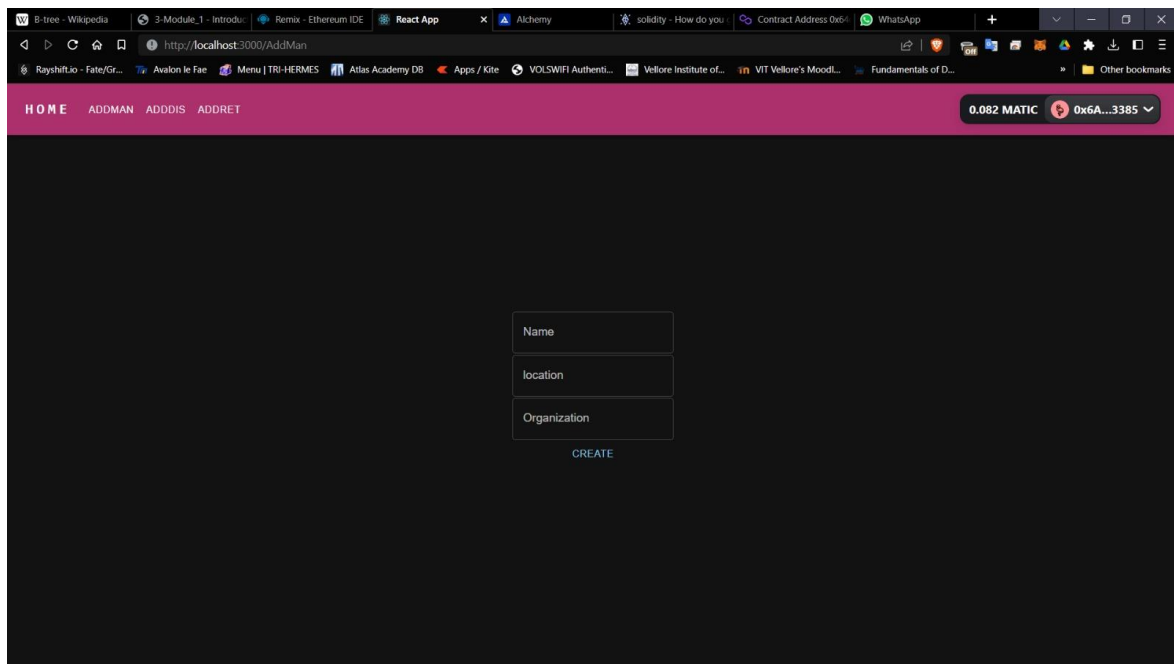 B-tree - Wikipedia
3-Module_1 - Introduc
Remix - Ethereum IDE
React App
Alchemy
solidity - How do you
Contract Address 0x64
WhatsApp
http://localhost:3000/AddMan
Off
Rayshift.io - Fate/Gr...
Avalon le Fae
Menu | TRI-HERMES
Atlas Academy DB
Apps / Kite
VOLSWIFI Authenti...
Vellore Institute of...
VIT Vellore's Moodl...
Fundamentals of D...
»
Other bookmarks
HOME ADDMAN ADDDIS ADDRET
0.082 MATIC 0x6A...3385
Name
location
Organization
CREATE